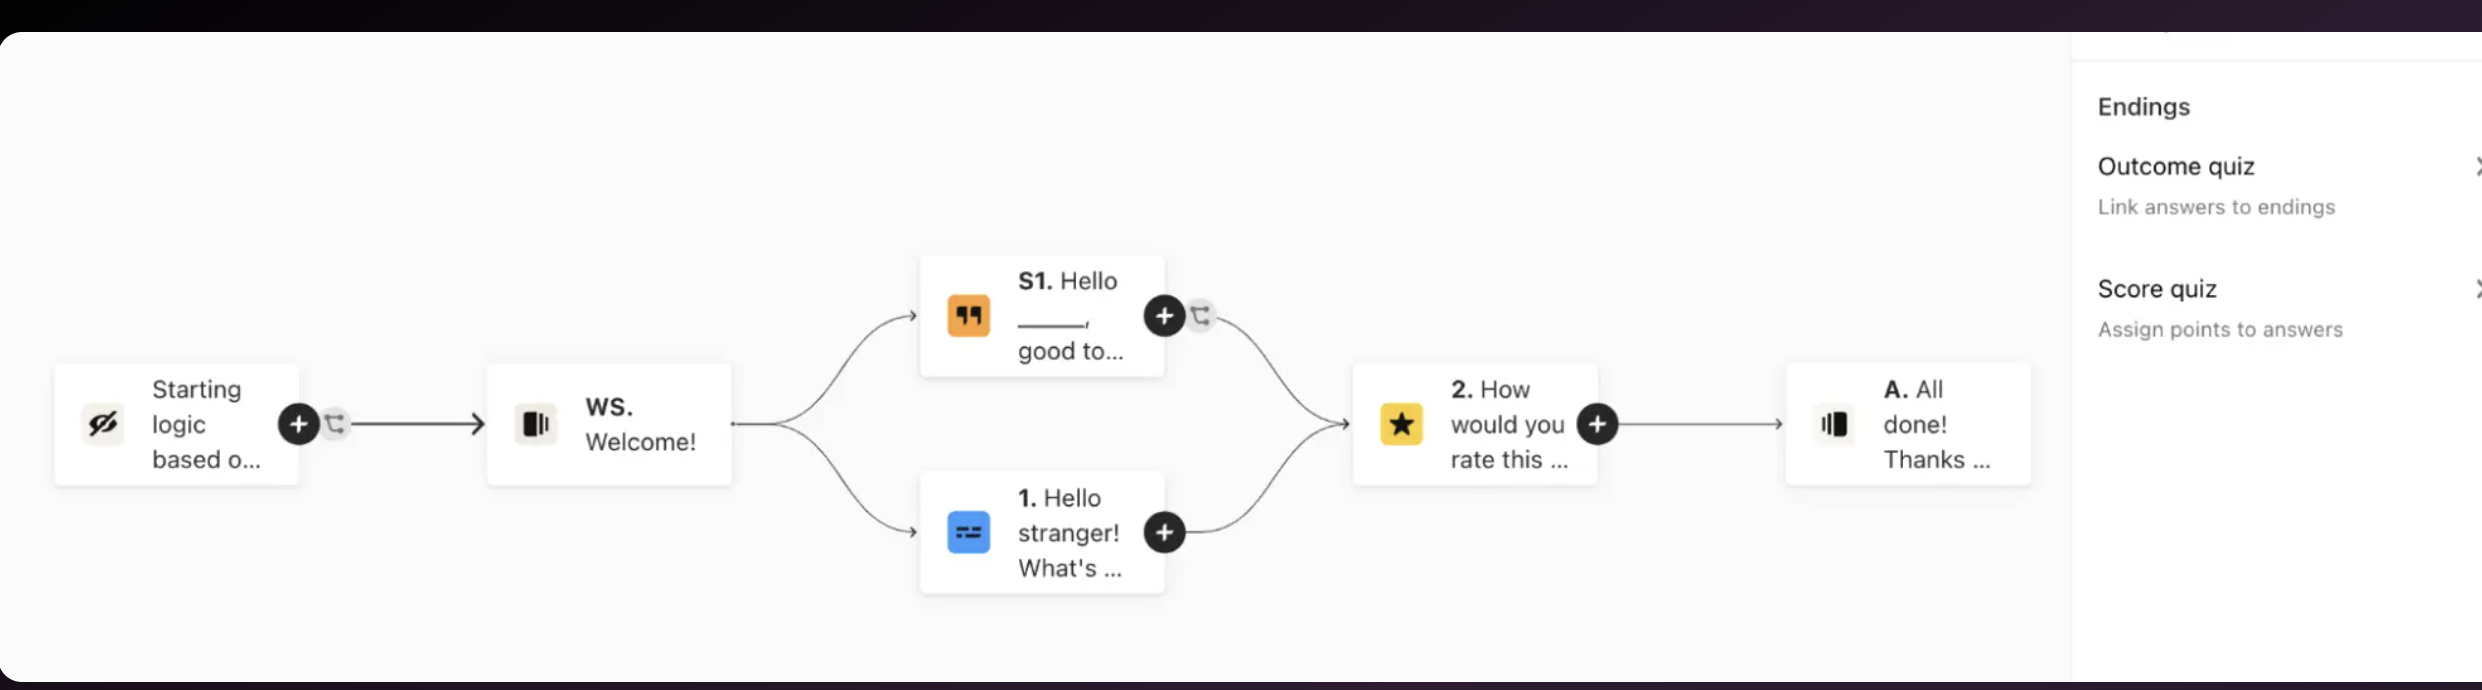 Starting
logic
based o...
WS.
Welcome!
S1. Hello
______,
good to...
1. Hello
stranger!
What's ...
2. How
would you
rate this ...
A. All
done!
Thanks ...
Endings
Outcome quiz
Link answers to endings
Score quiz
Assign points to answers